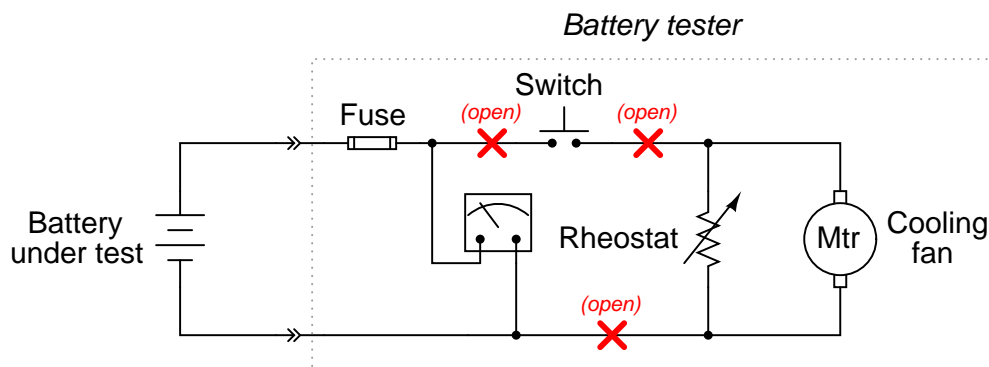 Battery tester
Switch
Fuse
(open)
(open)
Battery
under test
Rheostat
Mtr
Cooling
fan
(open)